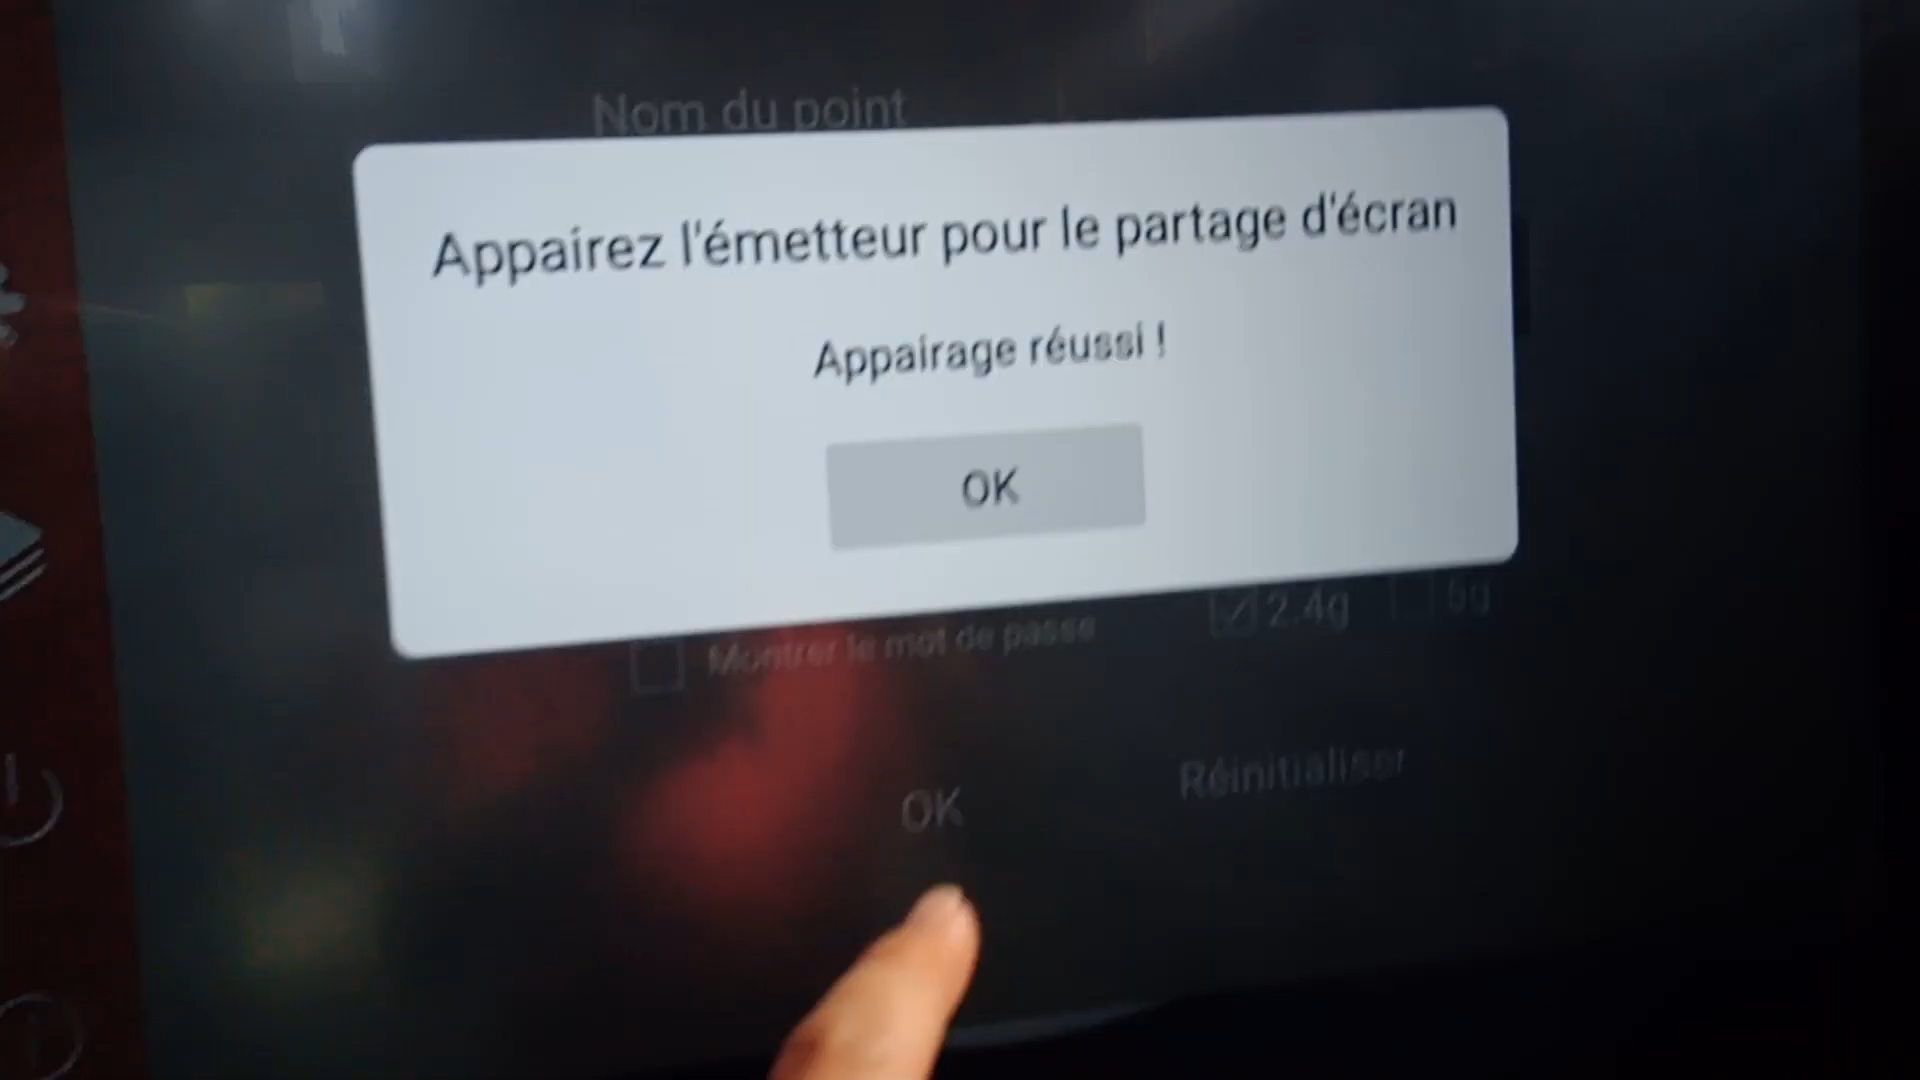 Nom du point
Appairez l'émetteur pour le partage d'écran
Appairage réussi !
OK
Montrer le mot de passe
2.4g
5g
OK
Réinitialiser